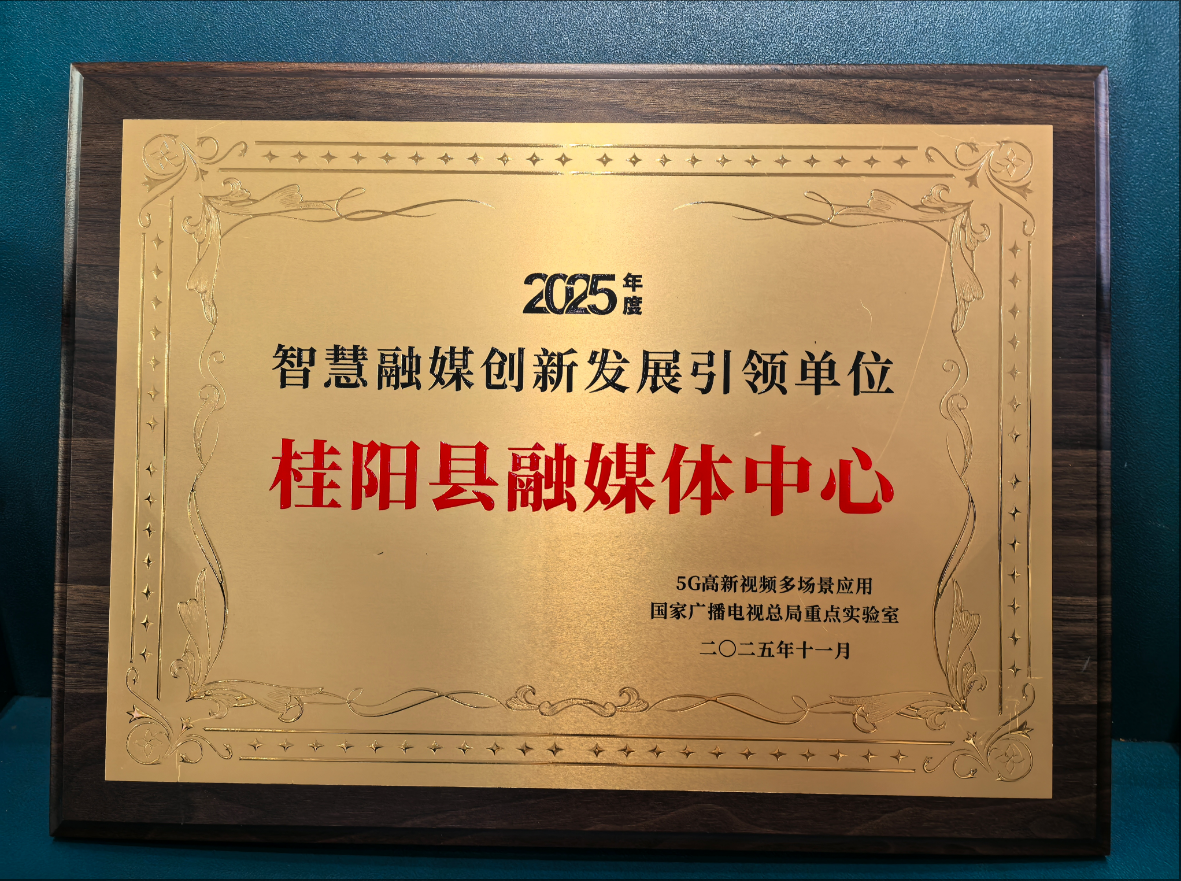 2025年度
智慧融媒创新发展引领单位
桂阳县融媒体中心
5G高新视频多场景应用
国家广播电视总局重点实验室
二〇二五年十一月